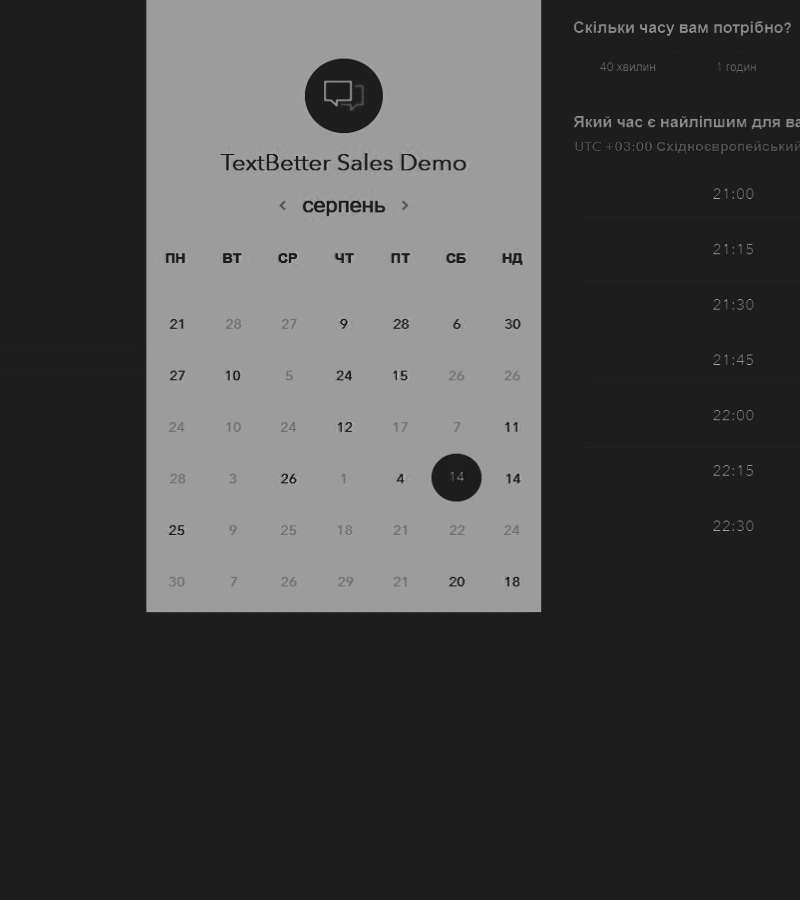 TextBetter Sales Demo
серпень
ПН ВТ СР ЧТ ПТ СБ НД
21 28 27 9 28 6 30
27 10 5 24 15 26 26
24 10 24 12 17 7 11
28 3 26 1 4 14 14
25 9 25 18 21 22 24
30 7 26 29 21 20 18
Скільки часу вам потрібно?
40 хвилин 1 годин
Який час є найліпшим для ва
UTC +03:00 Східноєвропейський
21:00
21:15
21:30
21:45
22:00
22:15
22:30